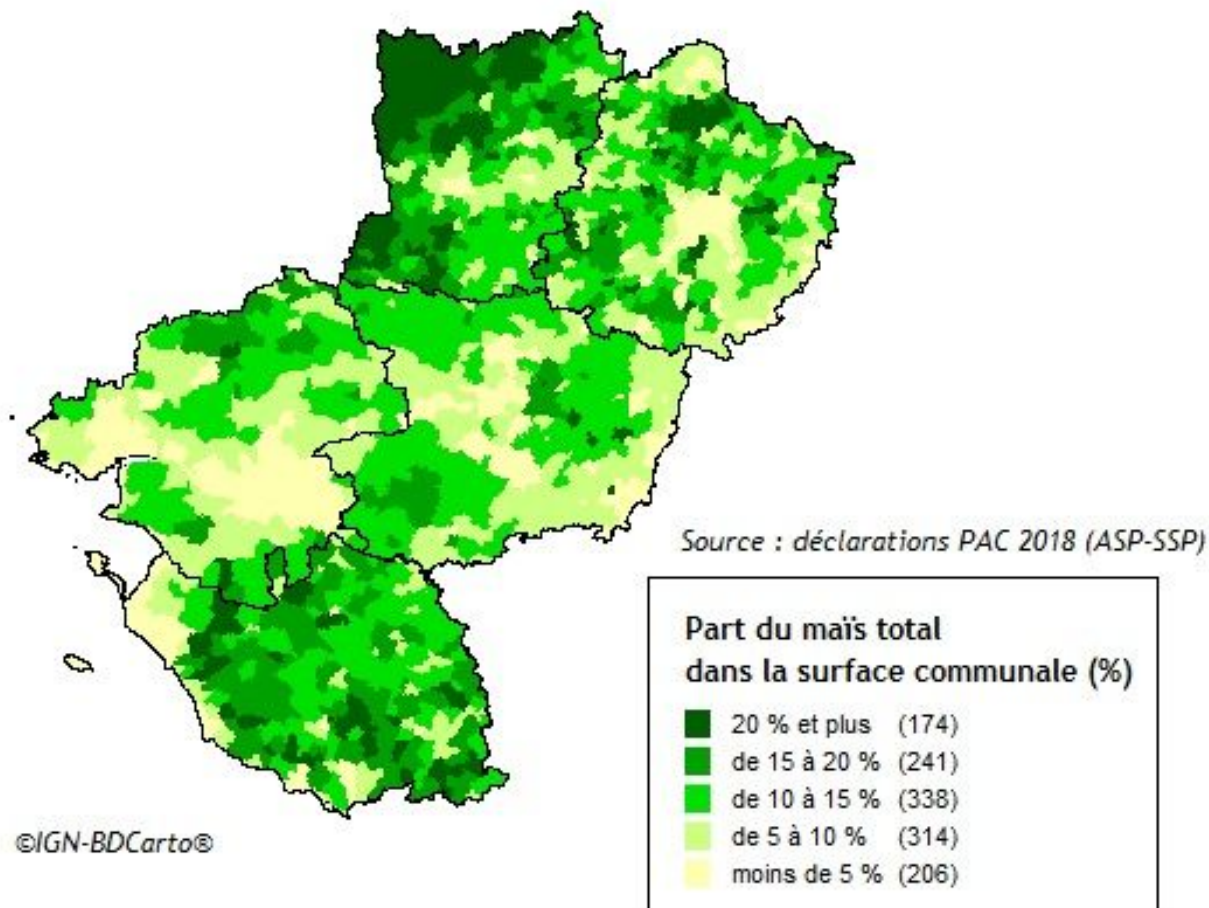 Source : déclarations PAC 2018 (ASP-SSP)
Part du maïs total
dans la surface communale (%)
20 % et plus (174)
de 15 à 20 % (241)
de 10 à 15 % (338)
de 5 à 10 % (314)
moins de 5 % (206)
©IGN-BDCarto®